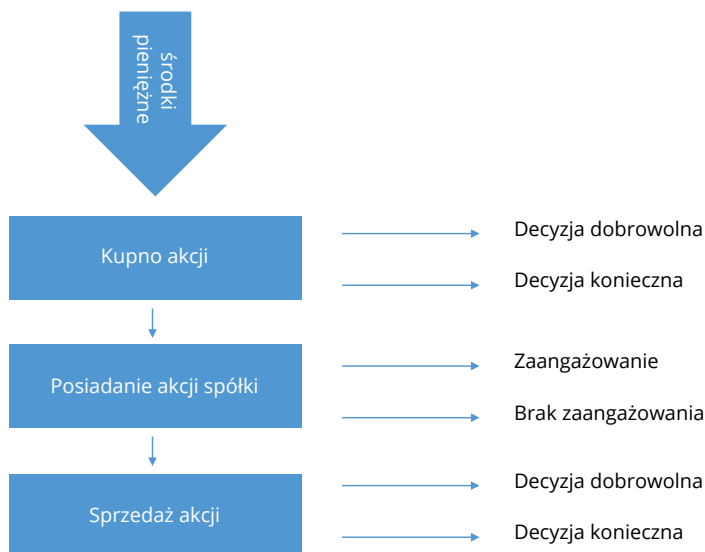 środki
pieniężne
Kupno akcji
Decyzja dobrowolna
Decyzja konieczna
Posiadanie akcji spółki
Zaangażowanie
Brak zaangażowania
Sprzedaż akcji
Decyzja dobrowolna
Decyzja konieczna